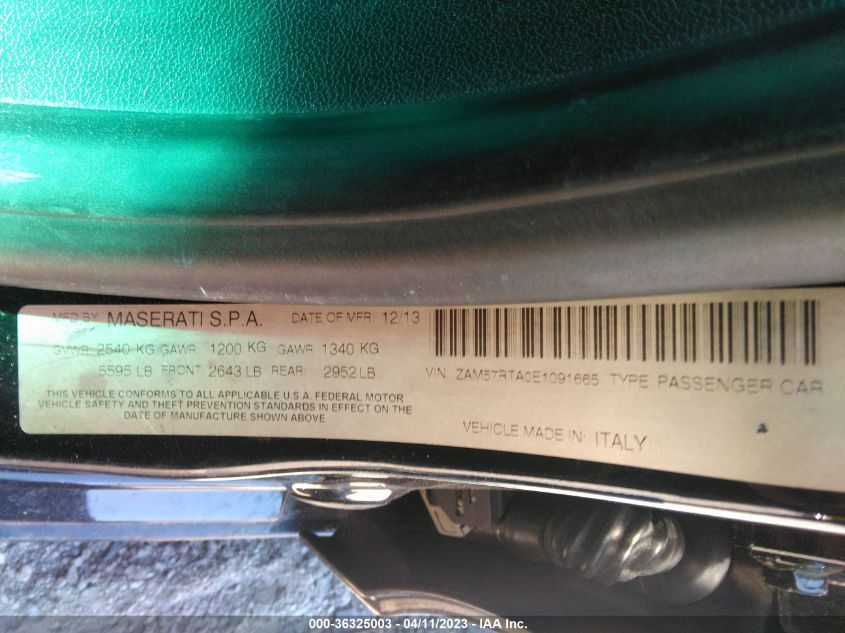 MFD BY MASERATI S.P.A. DATE OF MFR: 12/13
GVWR 2540 KG GAWR 1200 KG GAWR 1340 KG
5595 LB FRONT 2643 LB REAR: 2952 LB
THIS VEHICLE CONFORMS TO ALL APPLICABLE U.S.A. FEDERAL MOTOR
VEHICLE SAFETY AND THEFT PREVENTION STANDARDS IN EFFECT ON THE
DATE OF MANUFACTURE SHOWN ABOVE
VIN: ZAM57RTA0E1091665 TYPE: PASSENGER CAR
VEHICLE MADE IN: ITALY
000-36325003 - 04/11/2023 - IAA Inc.